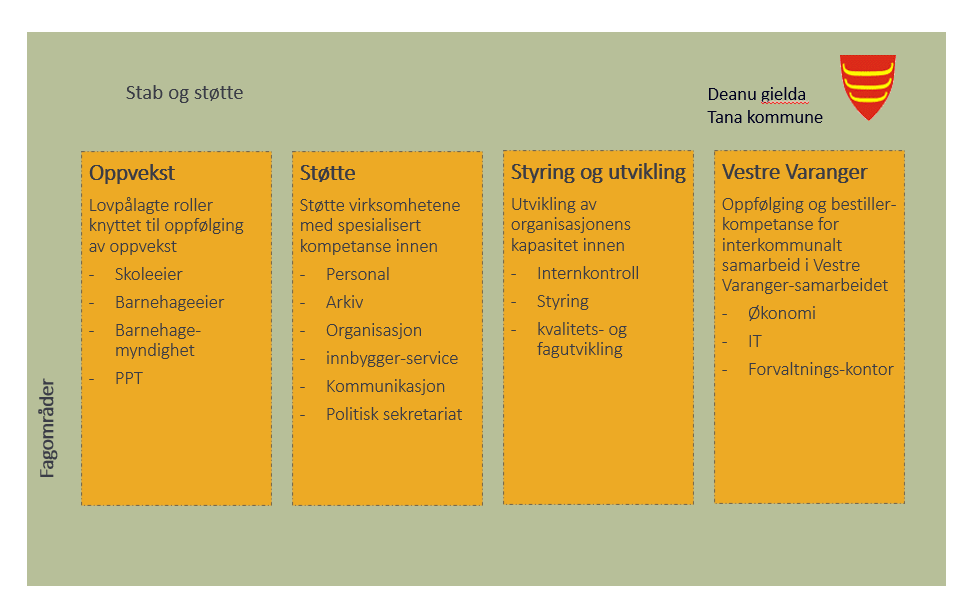 Stab og støtte
Deanu gielda
Tana kommune
Fagområder
Oppvekst
Lovpålagte roller
knyttet til oppfølging
av oppvekst
- Skoleeier
- Barnehageeier
- Barnehage-
myndighet
- PPT
Støtte
Støtte virksomhetene
med spesialisert
kompetanse innen
- Personal
- Arkiv
- Organisasjon
- innbygger-service
- Kommunikasjon
- Politisk sekretariat
Styring og utvikling
Utvikling av
organisasjonens
kapasitet innen
- Internkontroll
- Styring
- kvalitets- og
fagutvikling
Vestre Varanger
Oppfølging og bestiller-
kompetanse for
interkommunalt
samarbeid i Vestre
Varanger-samarbeidet
- Økonomi
- IT
- Forvaltnings-kontor